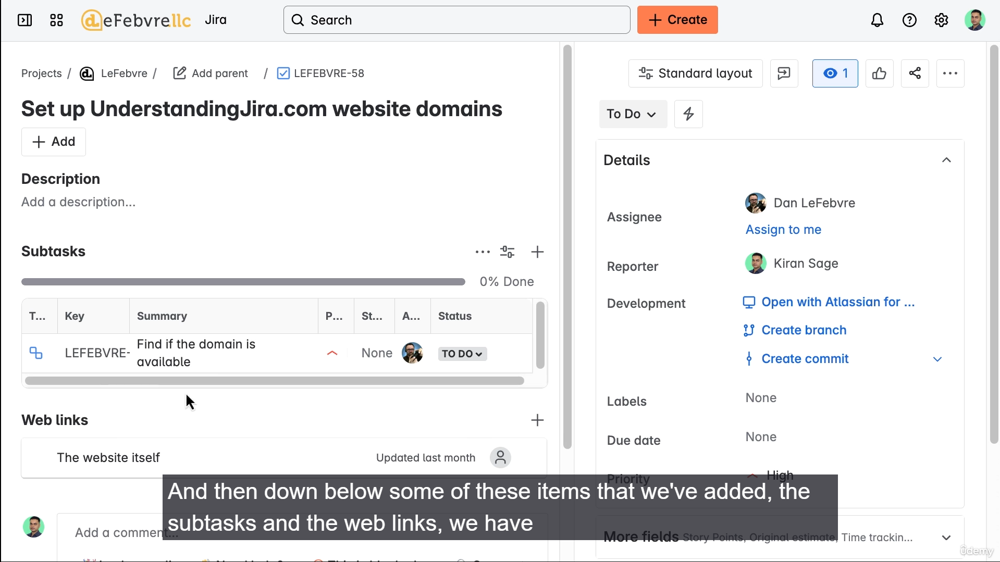 LeFebvre.llc Jira Search + Create
Projects / LeFebvre / Add parent / LEFEBVRE-58
Standard layout 1
Set up UnderstandingJira.com website domains
To Do
+ Add
Details
Description
Add a description...
Assignee Dan LeFebvre
Assign to me
Subtasks
Reporter Kiran Sage
0% Done
Development Open with Atlassian for ...
T... Key Summary P... St... A... Status
Create branch
Find if the domain is
available
LEFEBVRE- None TO DO
Create commit
Labels None
Web links
Due date None
The website itself Updated last month
Priority High
And then down below some of these items that we've added, the
subtasks and the web links, we have
Add a comment...
More fields Story Points, Original estimate, Time trackin...
ûdemy